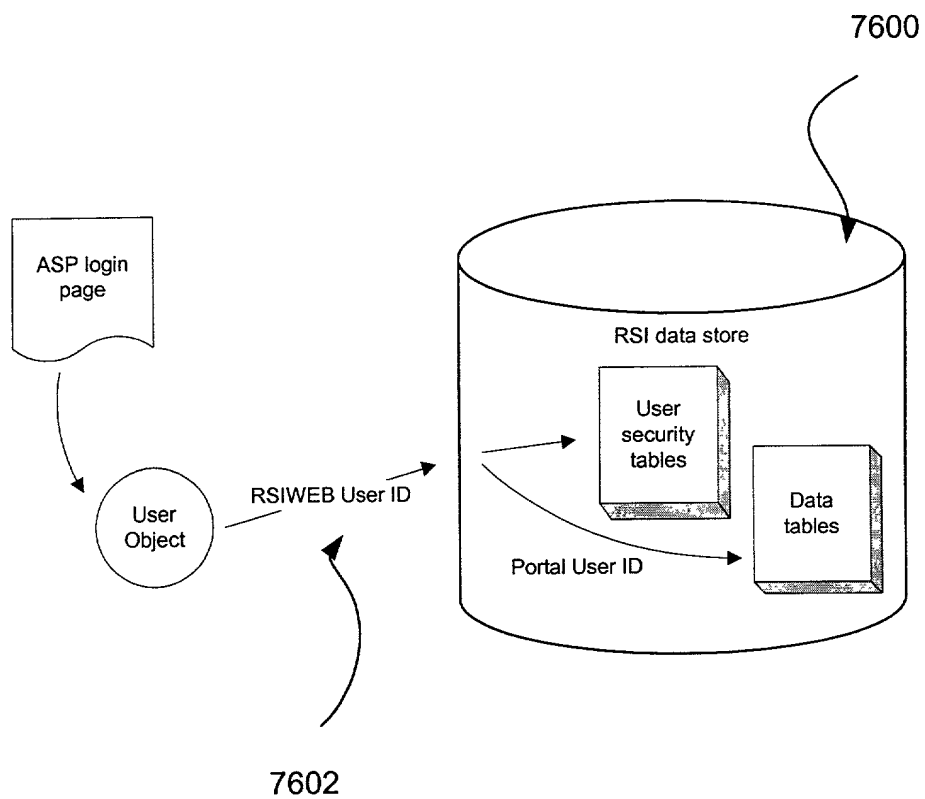 7600
ASP login
page
RSI data store
User
security
tables
User
Object
RSIWEB User ID
Data
tables
Portal User ID
7602